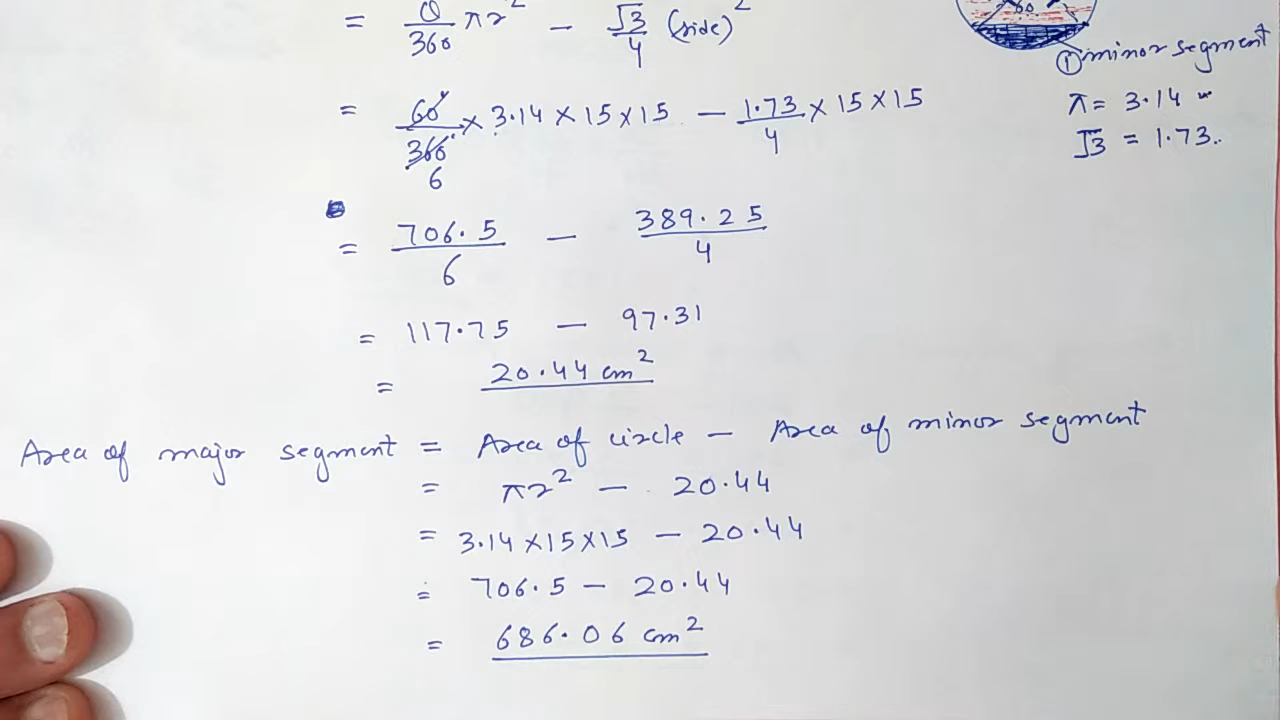 = θ/360 πr² − √3/4 (side)²
60°
① minor segment
= 60°/360° × 3.14 × 15 × 15 − 1.73/4 × 15 × 15
6
π = 3.14
√3 = 1.73..
= 706.5/6 − 389.25/4
= 117.75 − 97.31
= 20.44 cm²
Area of major segment = Area of circle − Area of minor segment
= πr² − 20.44
= 3.14 × 15 × 15 − 20.44
= 706.5 − 20.44
= 686.06 cm²